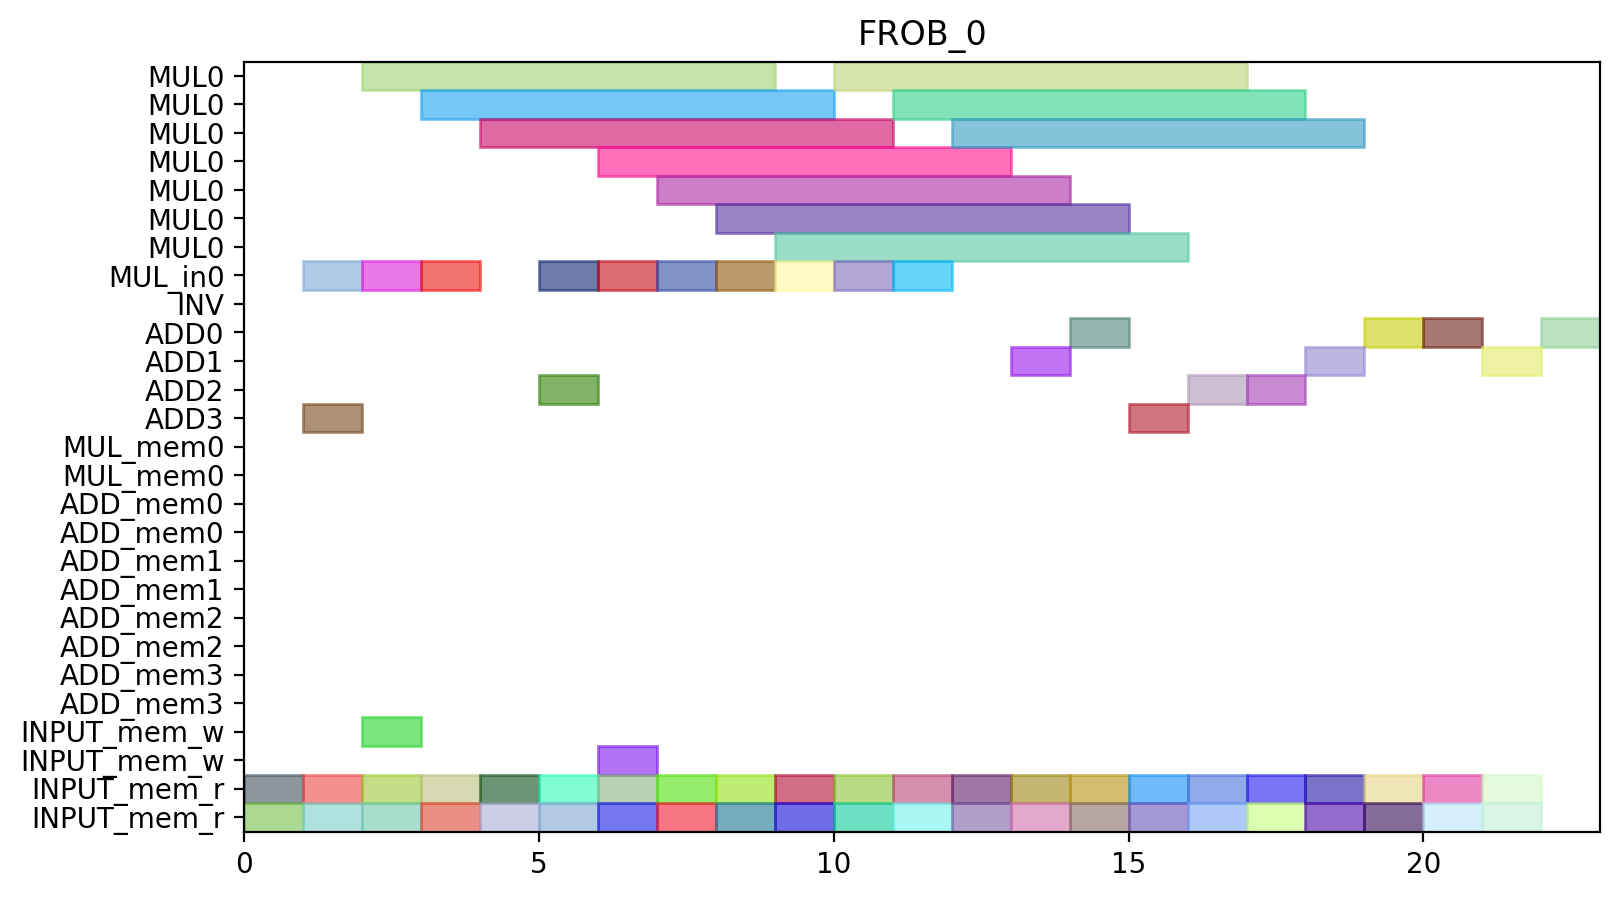 FROB_0
MUL0
MUL0
MUL0
MUL0
MUL0
MUL0
MUL0
MUL_in0
INV
ADD0
ADD1
ADD2
ADD3
MUL_mem0
MUL_mem0
ADD_mem0
ADD_mem0
ADD_mem1
ADD_mem1
ADD_mem2
ADD_mem2
ADD_mem3
ADD_mem3
INPUT_mem_w
INPUT_mem_w
INPUT_mem_r
INPUT_mem_r
0 5 10 15 20